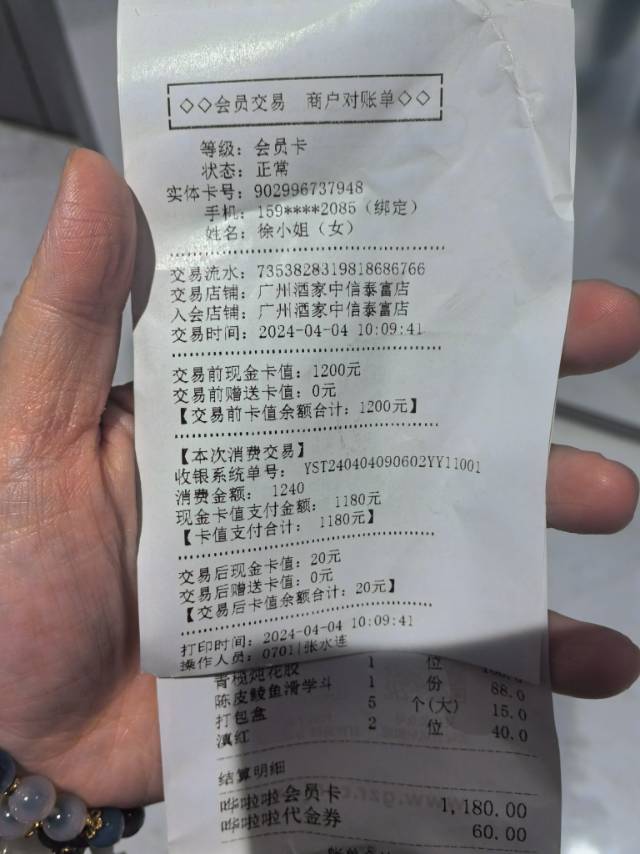 ◇◇会员交易 商户对账单◇◇
等级：会员卡
状态：正常
实体卡号：902996737948
手机：159****2085（绑定）
姓名：徐小姐（女）
交易流水：7353828319818686766
交易店铺：广州酒家中信泰富店
入会店铺：广州酒家中信泰富店
交易时间：2024-04-04 10:09:41
交易前现金卡值：1200元
交易前赠送卡值：0元
【交易前卡值余额合计：1200元】
【本次消费交易】
收银系统单号： YST240404090602YY11001
消费金额： 1240
现金卡值支付金额： 1180元
【卡值支付合计： 1180元】
交易后现金卡值：20元
交易后赠送卡值：0元
【交易后卡值余额合计：20元】
打印时间：2024-04-04 10:09:41
操作人员：0701|张水连
青榄炖花胶 1 位
陈皮鲮鱼滑学斗 1 份 88.0
打包盒 5 个(大) 15.0
滇红 2 位 40.0
结算明细
哗啦啦会员卡 1,180.00
哗啦啦代金券 60.00